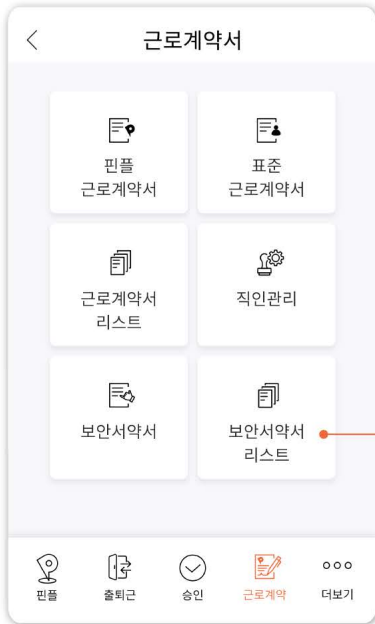 근로계약서
핀플
근로계약서
표준
근로계약서
근로계약서
리스트
직인관리
보안서약서
보안서약서
리스트
핀플
출퇴근
승인
근로계약
더보기